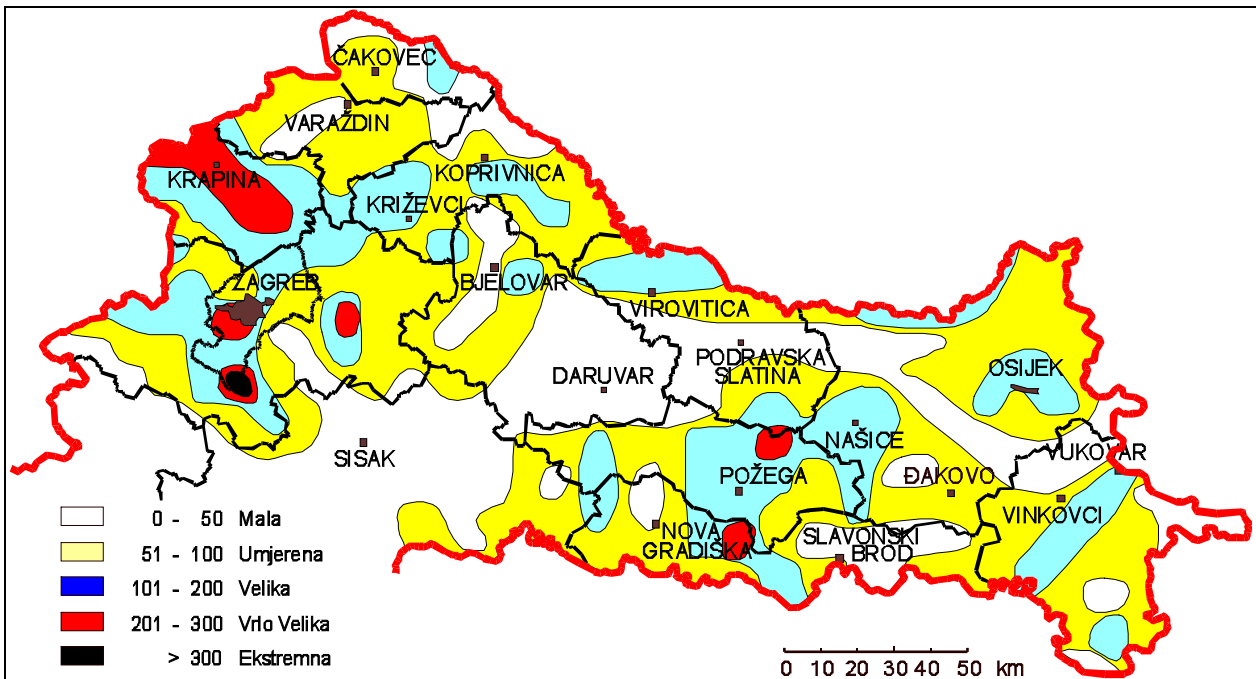 ČAKOVEC
VARAŽDIN
KRAPINA
KOPRIVNICA
KRIŽEVCI
ZAGREB
BJELOVAR
VIROVITICA
DARUVAR
PODRAVSKA
SLATINA
OSIJEK
SIŠAK
NAŠICE
VUKOVAR
POŽEGA
ĐAKOVO
VINKOVCI
NOVA
GRADIŠKA
SLAVONSKI
BROD
0 - 50 Mala
51 - 100 Umjerena
101 - 200 Velika
201 - 300 Vrlo Velika
> 300 Ekstremna
0 10 20 30 40 50 km